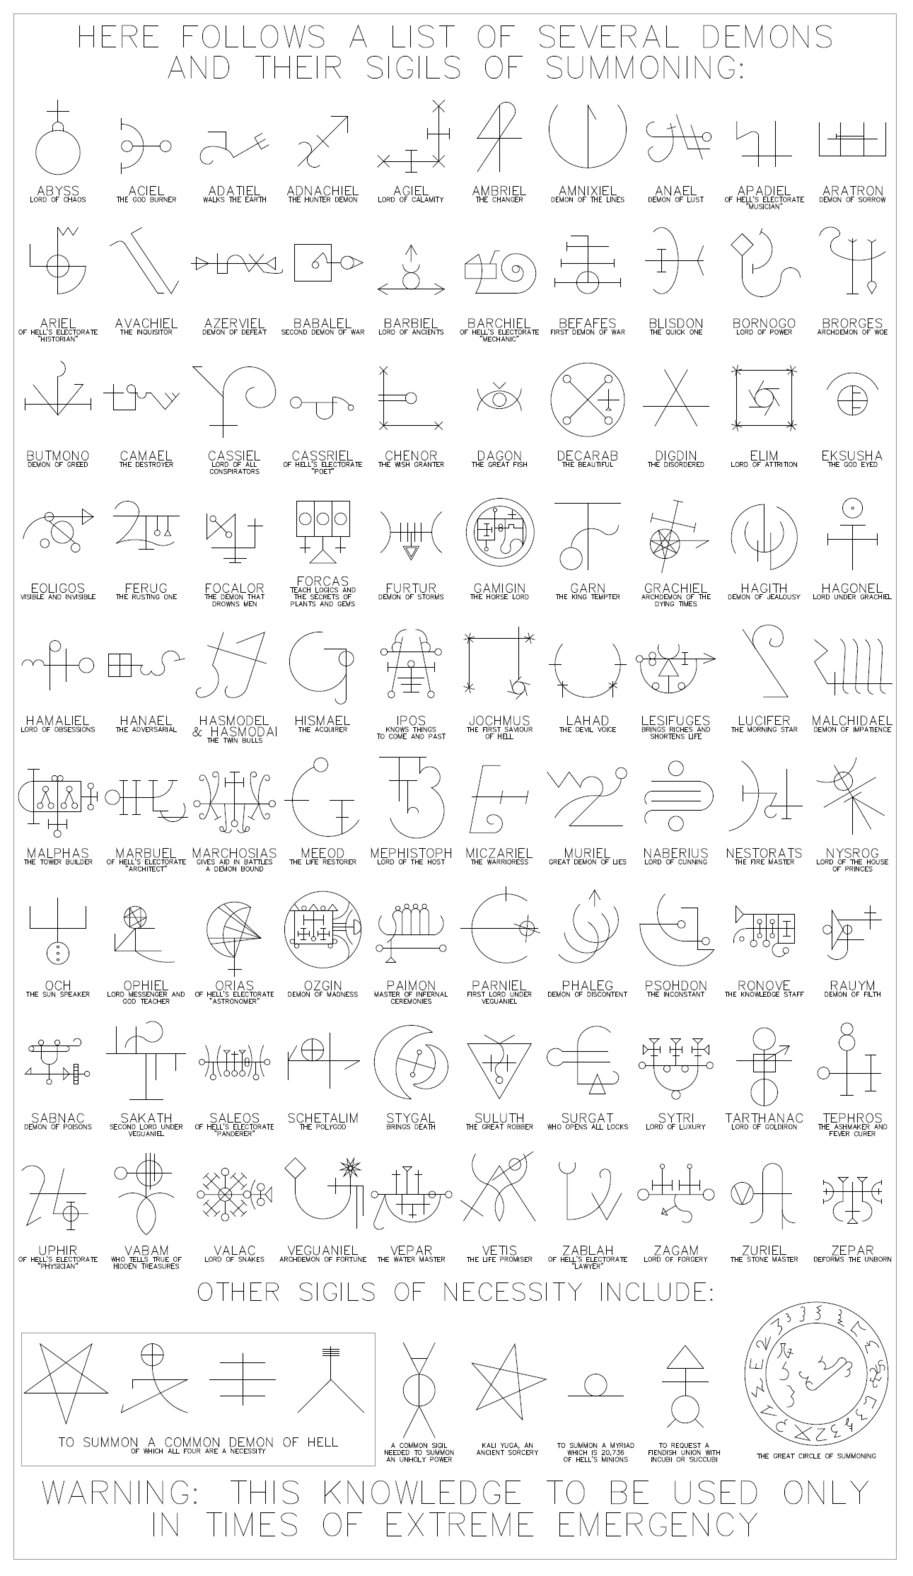 HERE FOLLOWS A LIST OF SEVERAL DEMONS
AND THEIR SIGILS OF SUMMONING:
ABYSS
LORD OF CHAOS
ACIEL
THE GOD BURNER
ADATIEL
WALKS THE EARTH
ADNACHIEL
THE HUNTER DEMON
AGIEL
LORD OF CALAMITY
AMBRIEL
THE CHANGER
AMNIXIEL
DEMON OF THE LINES
ANAEL
DEMON OF LUST
APADIEL
OF HELL'S ELECTORATE
"MUSICIAN"
ARATRON
DEMON OF SORROW
ARIEL
OF HELL'S ELECTORATE
"HISTORIAN"
AVACHIEL
THE INQUISITOR
AZERVIEL
DEMON OF DEFEAT
BABALEL
SECOND DEMON OF WAR
BARBIEL
LORD OF ANCIENTS
BARCHIEL
OF HELL'S ELECTORATE
"MECHANIC"
BEFAFES
FIRST DEMON OF WAR
BLISDON
THE QUICK ONE
BORNOGO
LORD OF POWER
BRORGES
ARCHDEMON OF WOE
BUTMONO
DEMON OF GREED
CAMAEL
THE DESTROYER
CASSIEL
LORD OF ALL
CONSPIRATORS
CASSRIEL
OF HELL'S ELECTORATE
"POET"
CHENOR
THE WISH GRANTER
DAGON
THE GREAT FISH
DECARAB
THE BEAUTIFUL
DIGDIN
THE DISORDERED
ELIM
LORD OF ATTRITION
EKSUSHA
THE GOD EYED
EOLIGOS
VISIBLE AND INVISIBLE
FERUG
THE RUSTING ONE
FOCALOR
THE DEMON THAT
DROWNS MEN
FORCAS
TEACH LOGICS AND
THE SECRETS OF
PLANTS AND GEMS
FURTUR
DEMON OF STORMS
GAMIGIN
THE HORSE LORD
GARN
THE KING TEMPTER
GRACHIEL
ARCHDEMON OF THE
DYING TIMES
HAGITH
DEMON OF JEALOUSY
HAGONEL
LORD UNDER GRACHIEL
HAMALIEL
LORD OF OBSESSIONS
HANAEL
THE ADVERSARIAL
HASMODEL
& HASMODAI
THE TWIN BULLS
HISMAEL
THE ACQUIRER
IPOS
KNOWS THINGS
TO COME AND PAST
JOCHMUS
THE FIRST SAVIOUR
OF HELL
LAHAD
THE DEVIL VOICE
LESIFUGES
BRINGS RICHES AND
SHORTENS LIFE
LUCIFER
THE MORNING STAR
MALCHIDAEL
DEMON OF IMPATIENCE
MALPHAS
THE TOWER BUILDER
MARBUEL
OF HELL'S ELECTORATE
"ARCHITECT"
MARCHOSIAS
GIVES AID IN BATTLES
A DEMON BOUND
MEEOD
THE LIFE RESTORIER
MEPHISTOPH
LORD OF THE HOST
MICZARIEL
THE WARRIORESS
MURIEL
GREAT DEMON OF LIES
NABERIUS
LORD OF CUNNING
NESTORATS
THE FIRE MASTER
NYSROG
LORD OF THE HOUSE
OF PRINCES
OCH
THE SUN SPEAKER
OPHIEL
LORD MESSENGER AND
GOD TEACHER
ORIAS
OF HELL'S ELECTORATE
"ASTRONOMER"
OZGIN
DEMON OF MADNESS
PAIMON
MASTER OF INFERNAL
CEREMONIES
PARNIEL
FIRST LORD UNDER
VEGUANIEL
PHALEG
DEMON OF DISCONTENT
PSOHDON
THE INCONSTANT
RONOVE
THE KNOWLEDGE STAFF
RAUYM
DEMON OF FILTH
SABNAC
DEMON OF POISONS
SAKATH
SECOND LORD UNDER
VEGUANIEL
SALEOS
OF HELL'S ELECTORATE
"PANDERER"
SCHETALIM
THE POLYGOD
STYGAL
BRINGS DEATH
SULUTH
THE GREAT ROBBER
SURGAT
WHO OPENS ALL LOCKS
SYTRI
LORD OF LUXURY
TARTHANAC
LORD OF GOLDIRON
TEPHROS
THE ASHMAKER AND
FEVER CURER
UPHIR
OF HELL'S ELECTORATE
"PHYSICIAN"
VABAM
WHO TELLS TRUE OF
HIDDEN TREASURES
VALAC
LORD OF SNAKES
VEGUANIEL
ARCHDEMON OF FORTUNE
VEPAR
THE WATER MASTER
VETIS
THE LIFE PROMISER
ZABLAH
OF HELL'S ELECTORATE
"LAWYER"
ZAGAM
LORD OF FORGERY
ZURIEL
THE STONE MASTER
ZEPAR
DEFORMS THE UNBORN
OTHER SIGILS OF NECESSITY INCLUDE:
TO SUMMON A COMMON DEMON OF HELL
OF WHICH ALL FOUR ARE A NECESSITY
A COMMON SIGIL
NEEDED TO SUMMON
AN UNHOLY POWER
KALI YUGA, AN
ANCIENT SORCERY
TO SUMMON A MYRIAD
WHICH IS 20,736
OF HELL'S MINIONS
TO REQUEST A
FIENDISH UNION WITH
INCUBI OR SUCCUBI
THE GREAT CIRCLE OF SUMMONING
WARNING: THIS KNOWLEDGE TO BE USED ONLY
IN TIMES OF EXTREME EMERGENCY